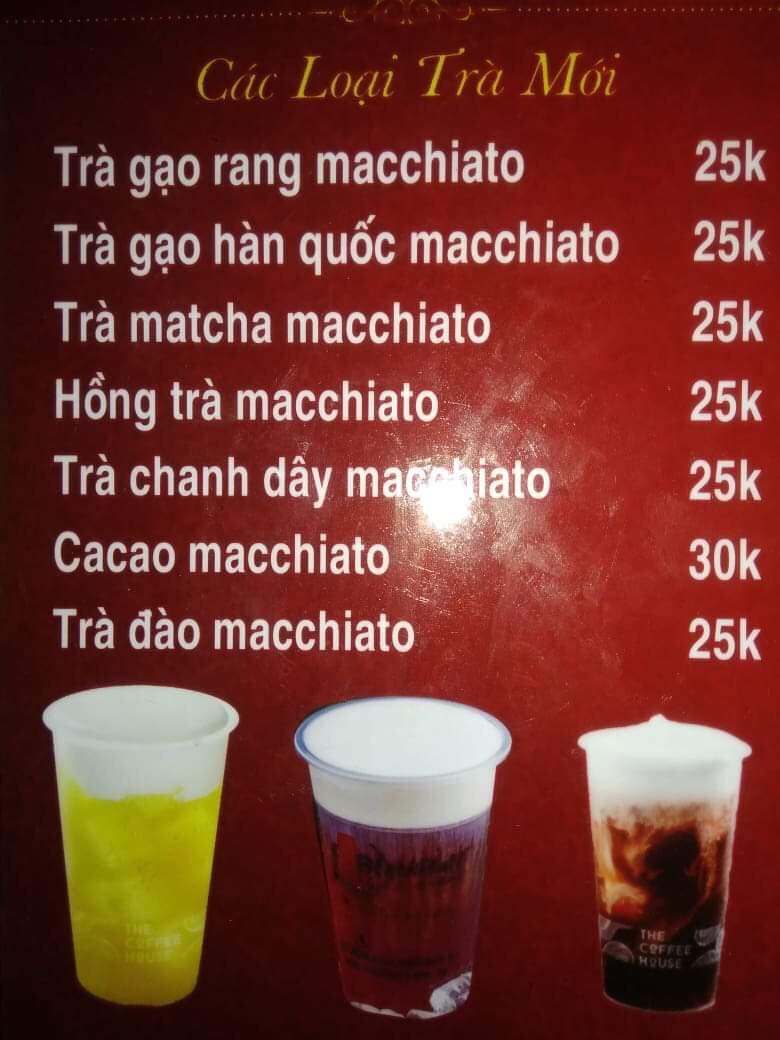 Các Loại Trà Mới
Trà gạo rang macchiato 25k
Trà gạo hàn quốc macchiato 25k
Trà matcha macchiato 25k
Hồng trà macchiato 25k
Trà chanh dây macchiato 25k
Cacao macchiato 30k
Trà đào macchiato 25k
THE
COFFEE
HOUSE
THE
COFFEE
HOUSE